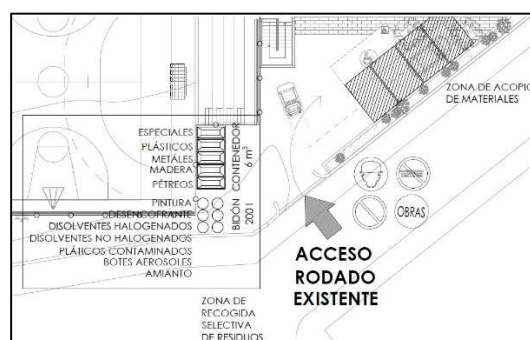 ZONA DE ACOPIO
DE MATERIALES
ESPECIALES
PLÁSTICOS
METÁLES
MADERA
PÉTREOS
CONTENEDOR
6 m³
PINTURA
DESENCOFRANTE
DISOLVENTES HALOGENADOS
DISOLVENTES NO HALOGENADOS
PLÁTICOS CONTAMINADOS
BOTES AEROSOLES
AMIANTO
BIDÓN
200 l
OBRAS
ACCESO
RODADO
EXISTENTE
ZONA DE
RECOGIDA
SELECTIVA
DE RESIDUOS